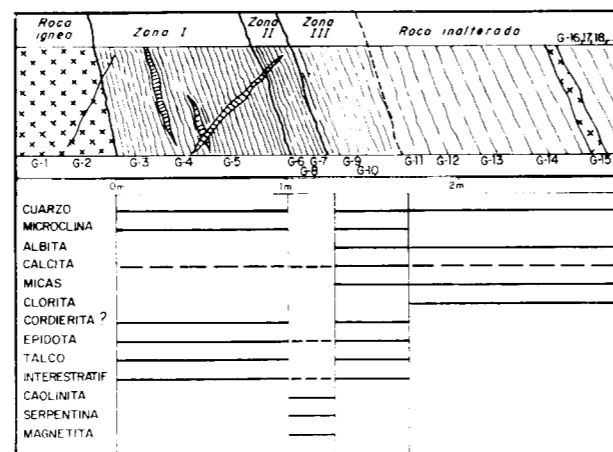 Roca ígnea
Zona I
Zona II
Zona III
Roca inalterada
G-16,17,18
G-1 G-2 G-3 G-4 G-5 G-6 G-7 G-9 G-11 G-12 G-13 G-14 G-15
G-8 G-10
0m 1m 2m
CUARZO
MICROCLINA
ALBITA
CALCITA
MICAS
CLORITA
CORDIERITA ?
EPIDOTA
TALCO
INTERESTRATIF
CAOLINITA
SERPENTINA
MAGNETITA